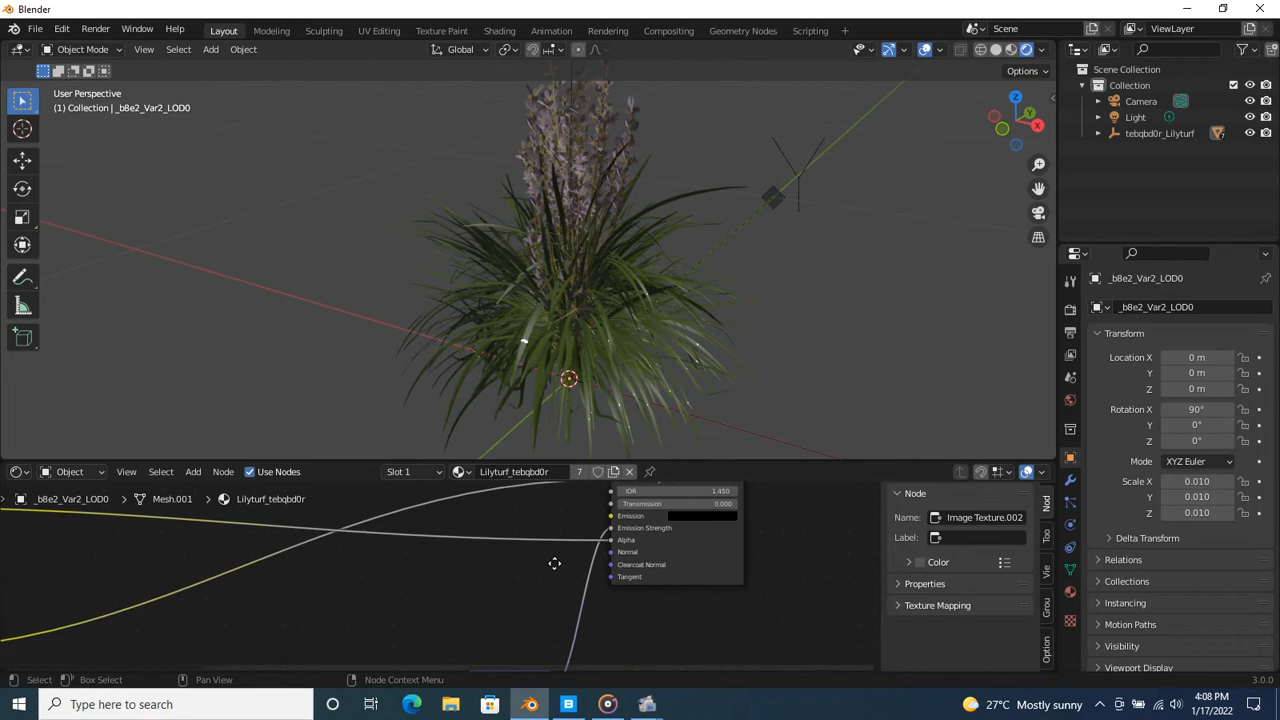 Blender
File Edit Render Window Help Layout Modeling Sculpting UV Editing Texture Paint Shading Animation Rendering Compositing Geometry Nodes Scripting Scene ViewLayer
Object Mode View Select Add Object Global
Options
User Perspective
(1) Collection | _b8e2_Var2_LOD0
Z
Y
X
Scene Collection
Collection
Camera
Light
tebqbd0r_Lilyturf
7
_b8e2_Var2_LOD0
_b8e2_Var2_LOD0
Transform
Location X 0 m
Y 0 m
Z 0 m
Rotation X 90°
Y 0°
Z 0°
Mode XYZ Euler
Scale X 0.010
Y 0.010
Z 0.010
Delta Transform
Relations
Collections
Instancing
Motion Paths
Visibility
Viewport Display
Object View Select Add Node Use Nodes Slot 1 Lilyturf_tebqbd0r 7
_b8e2_Var2_LOD0 Mesh.001 Lilyturf_tebqbd0r
IOR 1.450
Transmission 0.000
Emission
Emission Strength
Alpha
Normal
Clearcoat Normal
Tangent
Node
Name: Image Texture.002
Label:
Color
Properties
Texture Mapping
Nod
Too
Vie
Grou
Option
Select Box Select Pan View Node Context Menu 3.0.0
Type here to search
27°C Mostly sunny
4:08 PM
1/17/2022